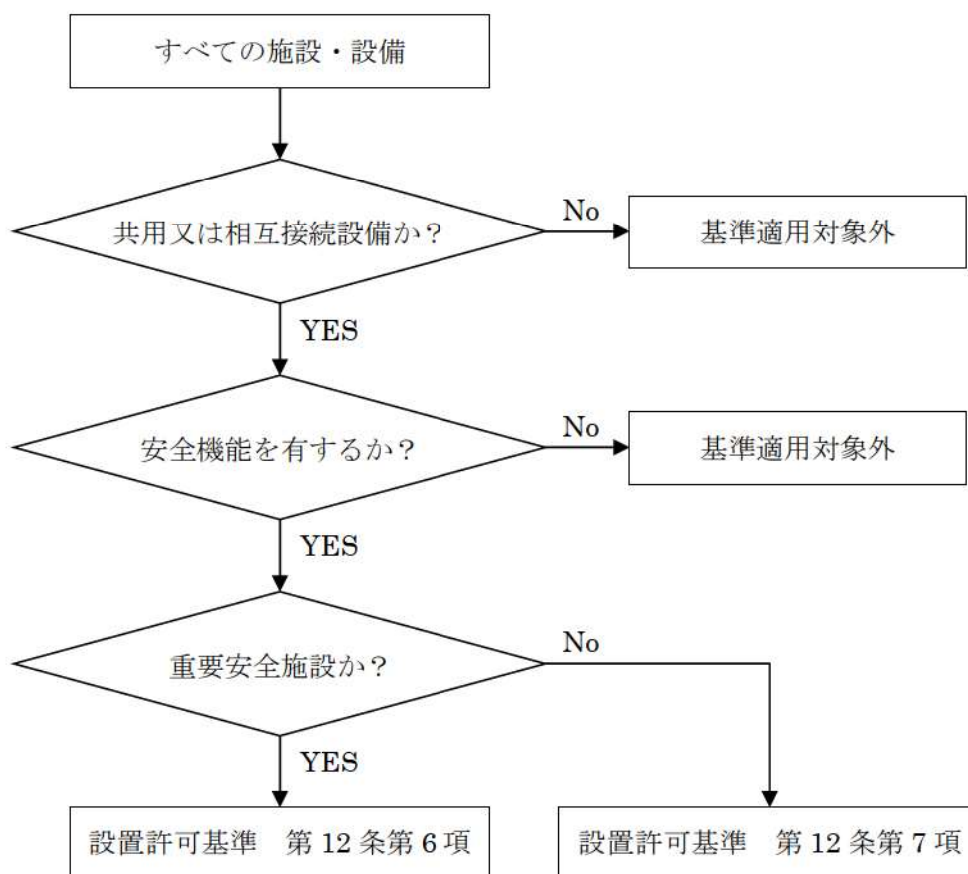 すべての施設・設備
共用又は相互接続設備か？
No
基準適用対象外
YES
安全機能を有するか？
No
基準適用対象外
YES
重要安全施設か？
No
YES
設置許可基準　第 12 条第 6 項
設置許可基準　第 12 条第 7 項